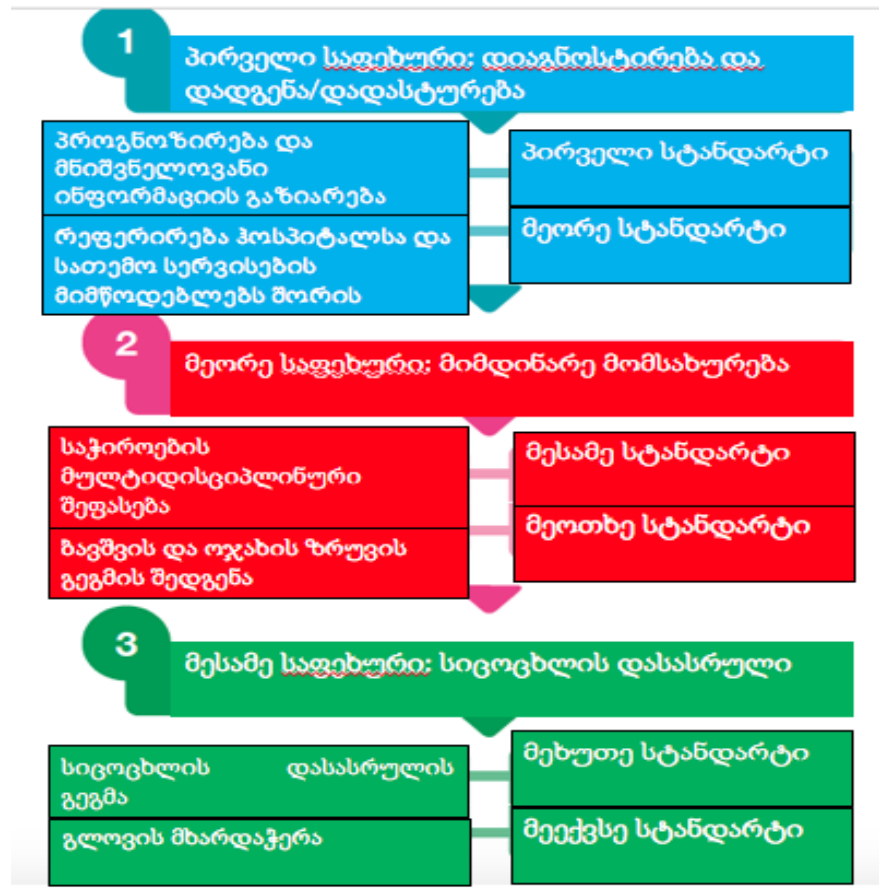 1
პირველი საფეხური: დიაგნოსტირება და
დადგენა/დადასტურება
პროგნოზირება და
მნიშვნელოვანი
ინფორმაციის გაზიარება
პირველი სტანდარტი
რეფერირება ჰოსპიტალსა და
სათემო სერვისების
მიმწოდებლებს შორის
მეორე სტანდარტი
2
მეორე საფეხური: მიმდინარე მომსახურება
საჭიროების
მულტიდისციპლინური
შეფასება
მესამე სტანდარტი
ბავშვის და ოჯახის ზრუვის
გეგმის შედგენა
მეოთხე სტანდარტი
3
მესამე საფეხური: სიცოცხლის დასასრული
სიცოცხლის დასასრულის
გეგმა
მეხუთე სტანდარტი
გლოვის მხარდაჭერა
მეექვსე სტანდარტი